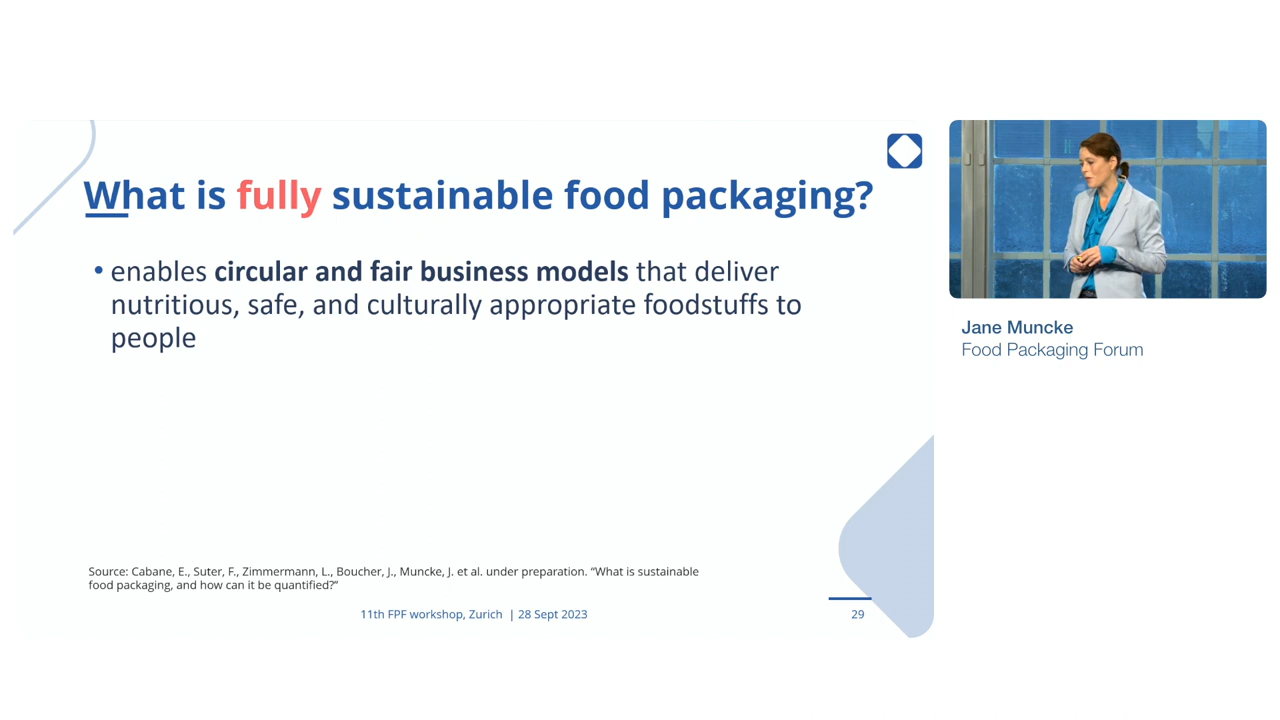 What is fully sustainable food packaging?
• enables circular and fair business models that deliver
nutritious, safe, and culturally appropriate foodstuffs to
people
Source: Cabane, E., Suter, F., Zimmermann, L., Boucher, J., Muncke, J. et al. under preparation. “What is sustainable
food packaging, and how can it be quantified?”
11th FPF workshop, Zurich | 28 Sept 2023
29
Jane Muncke
Food Packaging Forum